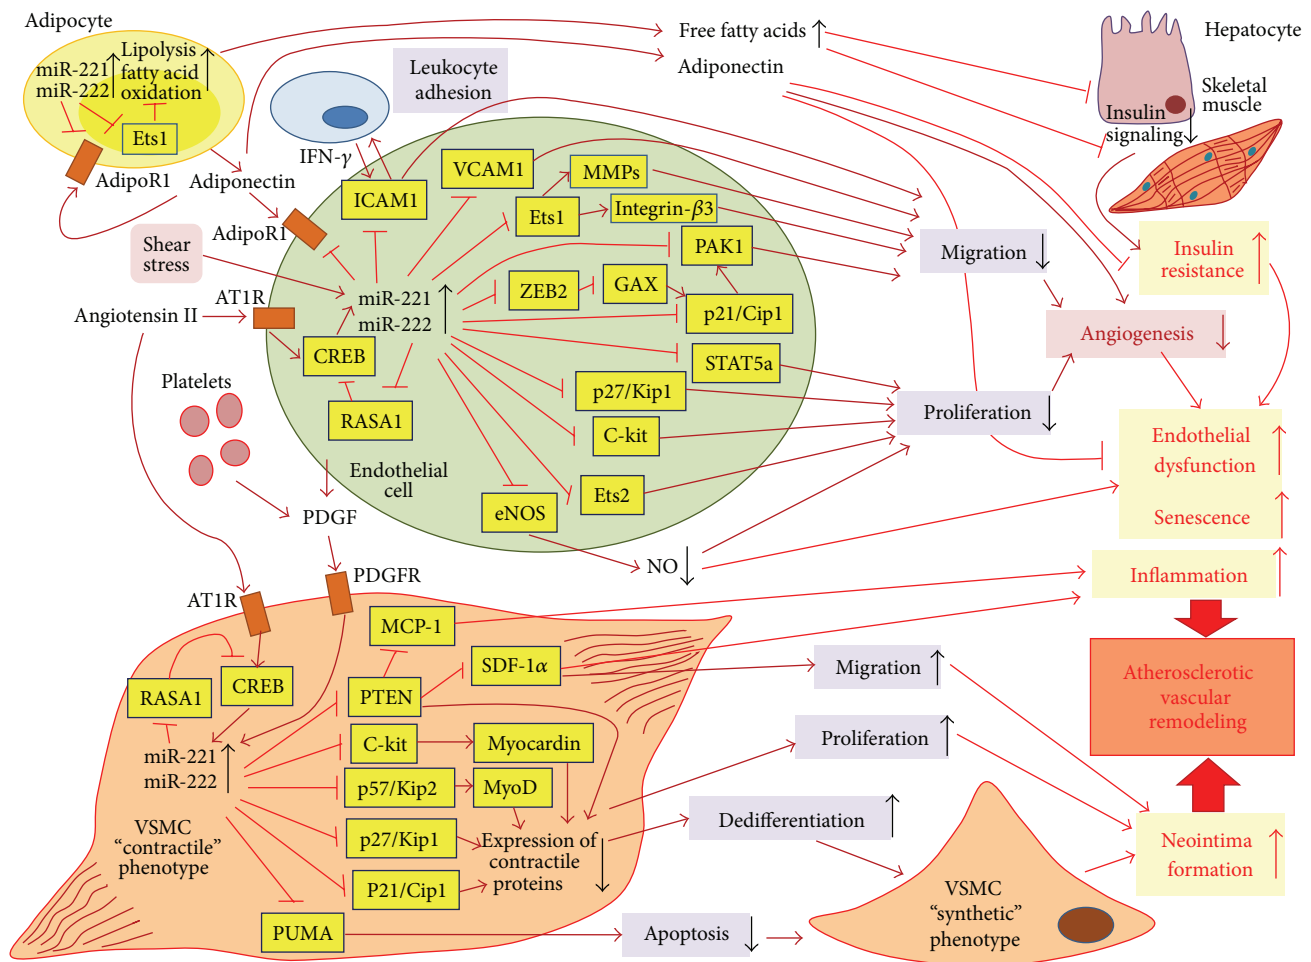 Adipocyte
miR-221
miR-222
Lipolysis
fatty acid
oxidation
Ets1
AdipoR1
Adiponectin
AdipoR1
IFN-γ
Leukocyte
adhesion
Free fatty acids
Adiponectin
Hepatocyte
Skeletal
muscle
Insulin
signaling
Shear
stress
Angiotensin II
AT1R
Platelets
PDGF
ICAM1
VCAM1
MMPs
Ets1
Integrin-β3
PAK1
ZEB2
GAX
p21/Cip1
miR-221
miR-222
CREB
RASA1
STAT5a
p27/Kip1
C-kit
Ets2
eNOS
Endothelial
cell
NO
Migration
Proliferation
Insulin
resistance
Angiogenesis
Endothelial
dysfunction
Senescence
Inflammation
Atherosclerotic
vascular
remodeling
Neointima
formation
AT1R
PDGFR
RASA1
CREB
miR-221
miR-222
VSMC
“contractile”
phenotype
MCP-1
SDF-1α
PTEN
C-kit
Myocardin
p57/Kip2
MyoD
p27/Kip1
P21/Cip1
PUMA
Expression of
contractile
proteins
Migration
Proliferation
Dedifferentiation
Apoptosis
VSMC
“synthetic”
phenotype